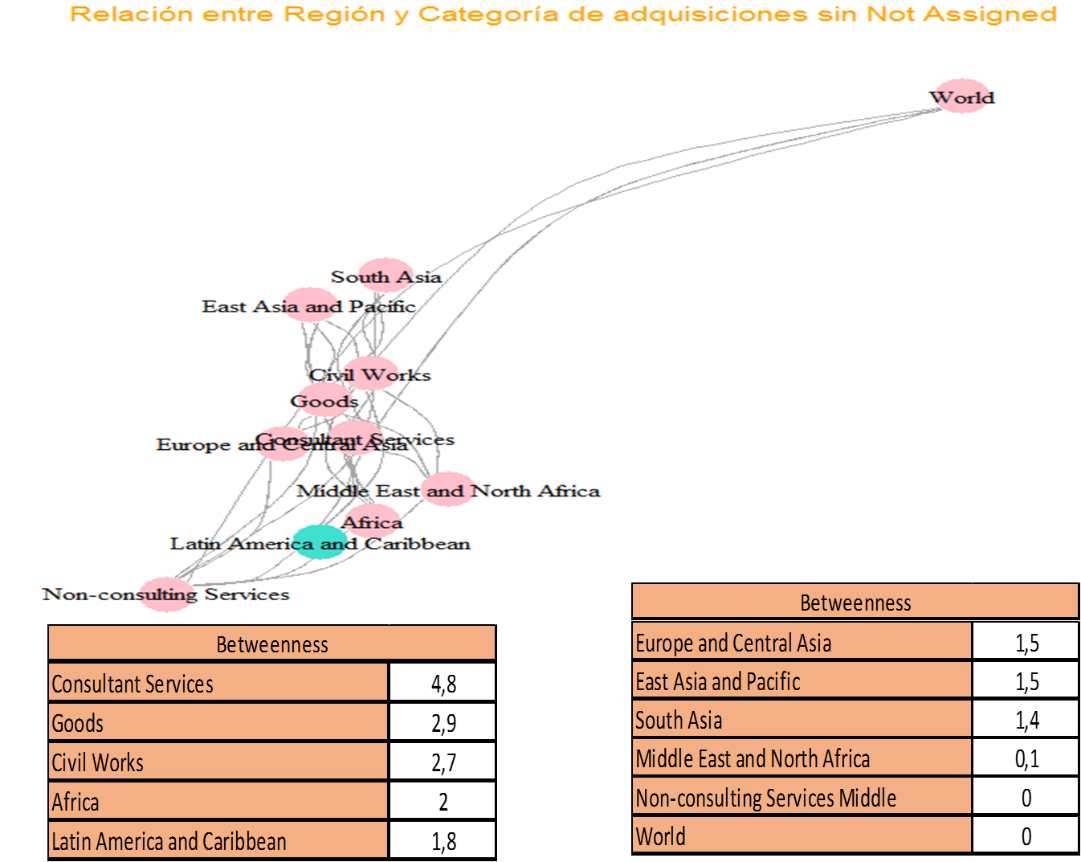 Relación entre Región y Categoría de adquisiciones sin Not Assigned
World
South Asia
East Asia and Pacific
Civil Works
Goods
Consultant Services
Europe and Central Asia
Middle East and North Africa
Africa
Latin America and Caribbean
Non-consulting Services
Betweenness
Consultant Services 4,8
Goods 2,9
Civil Works 2,7
Africa 2
Latin America and Caribbean 1,8
Betweenness
Europe and Central Asia 1,5
East Asia and Pacific 1,5
South Asia 1,4
Middle East and North Africa 0,1
Non-consulting Services Middle 0
World 0